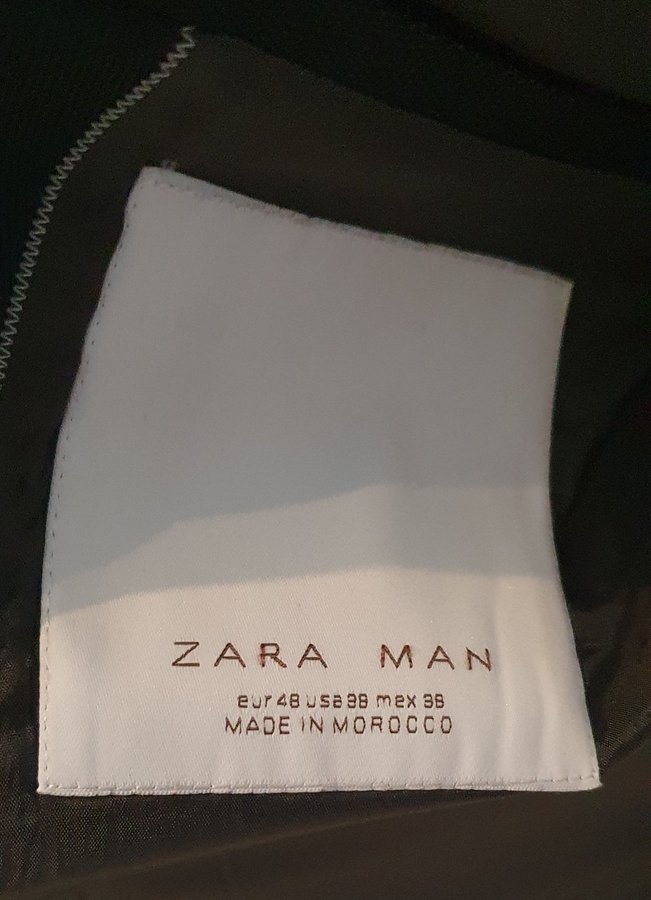 ZARA MAN
eur 48 usa 38 mex 38
MADE IN MOROCCO